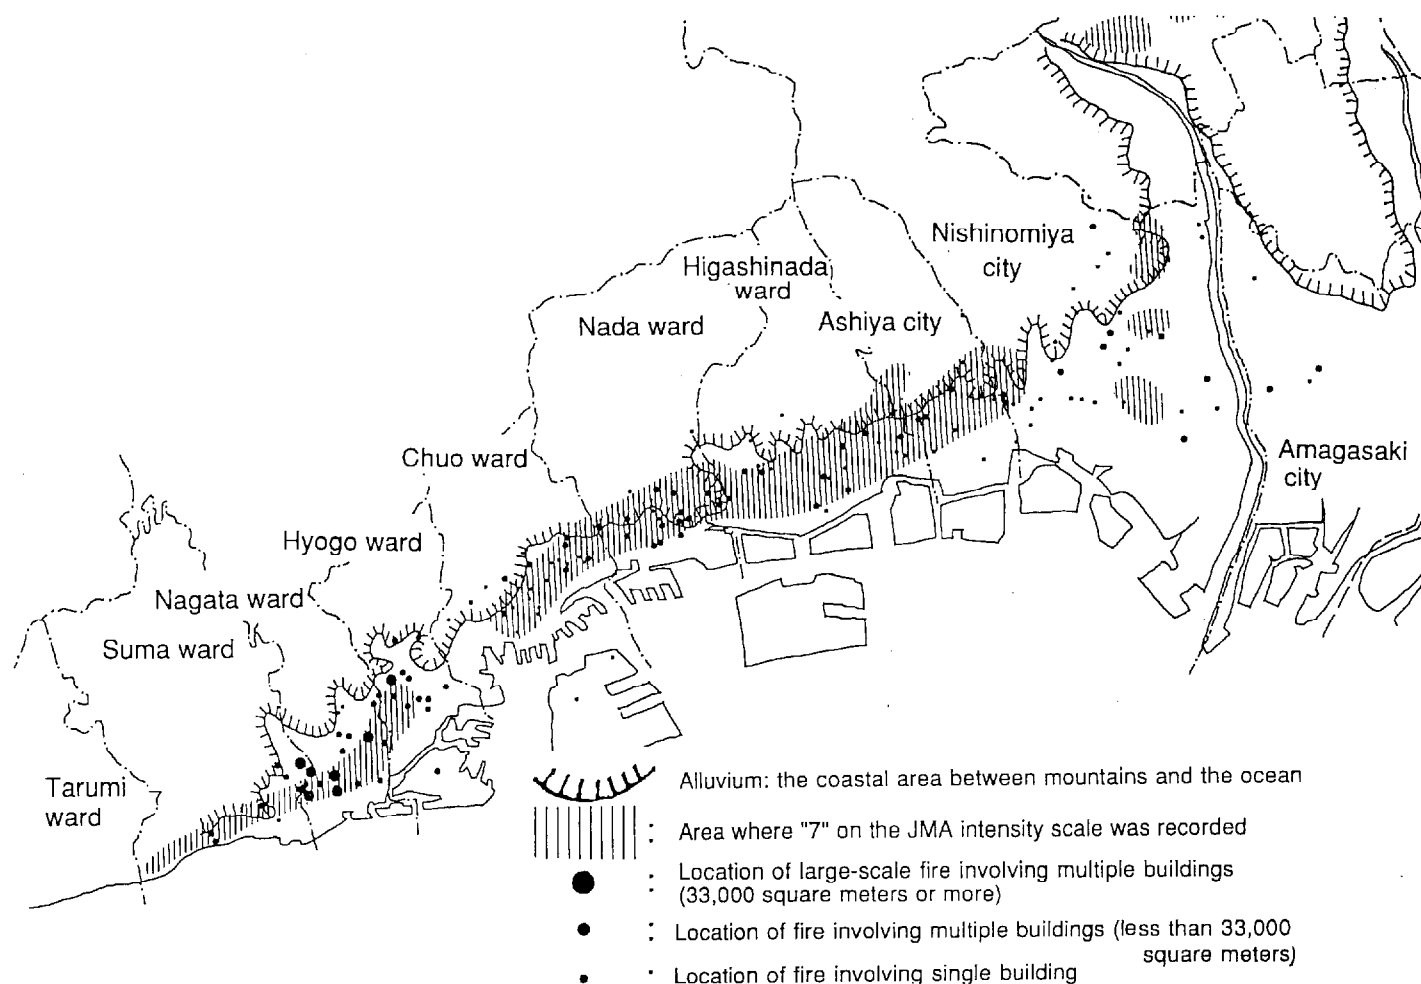 Nishinomiya
city
Higashinada
ward
Nada ward
Ashiya city
Chuo ward
Amagasaki
city
Hyogo ward
Nagata ward
Suma ward
Tarumi
ward
Alluvium: the coastal area between mountains and the ocean
: Area where "7" on the JMA intensity scale was recorded
: Location of large-scale fire involving multiple buildings
(33,000 square meters or more)
: Location of fire involving multiple buildings (less than 33,000
square meters)
Location of fire involving single building